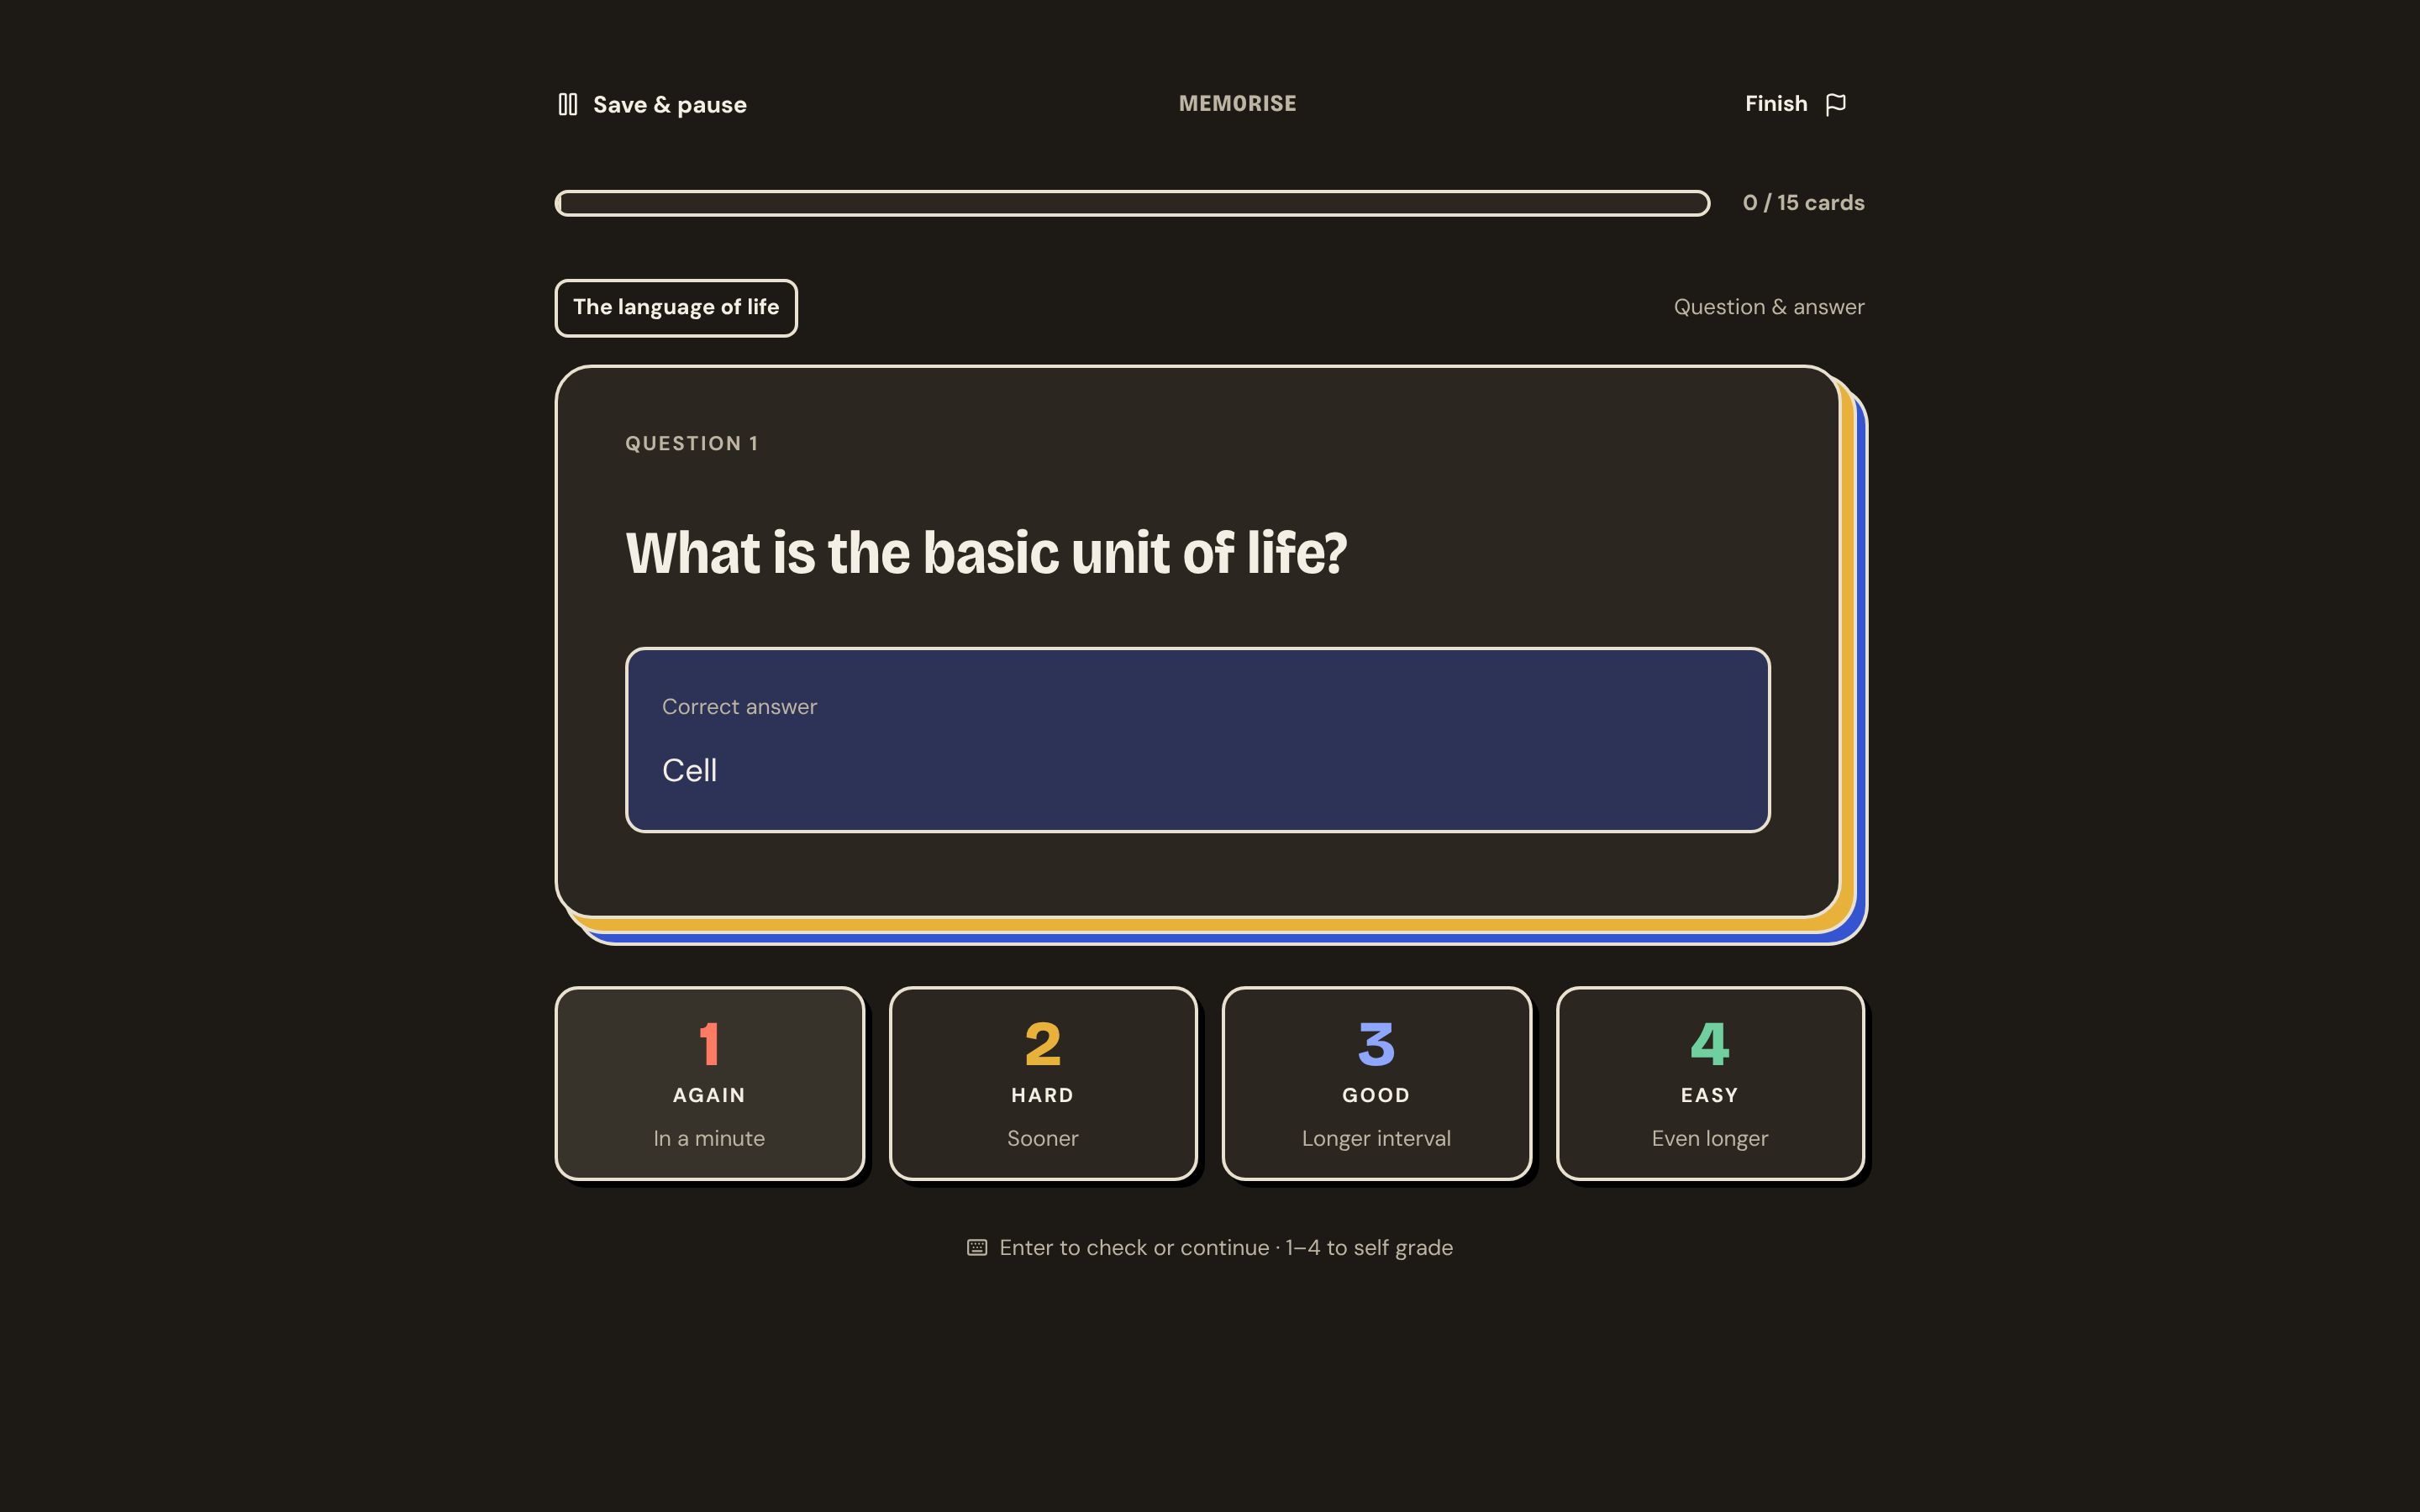 Save & pause
MEMORISE
Finish
0 / 15 cards
The language of life
Question & answer
QUESTION 1
What is the basic unit of life?
Correct answer
Cell
1
AGAIN
In a minute
2
HARD
Sooner
3
GOOD
Longer interval
4
EASY
Even longer
Enter to check or continue · 1–4 to self grade